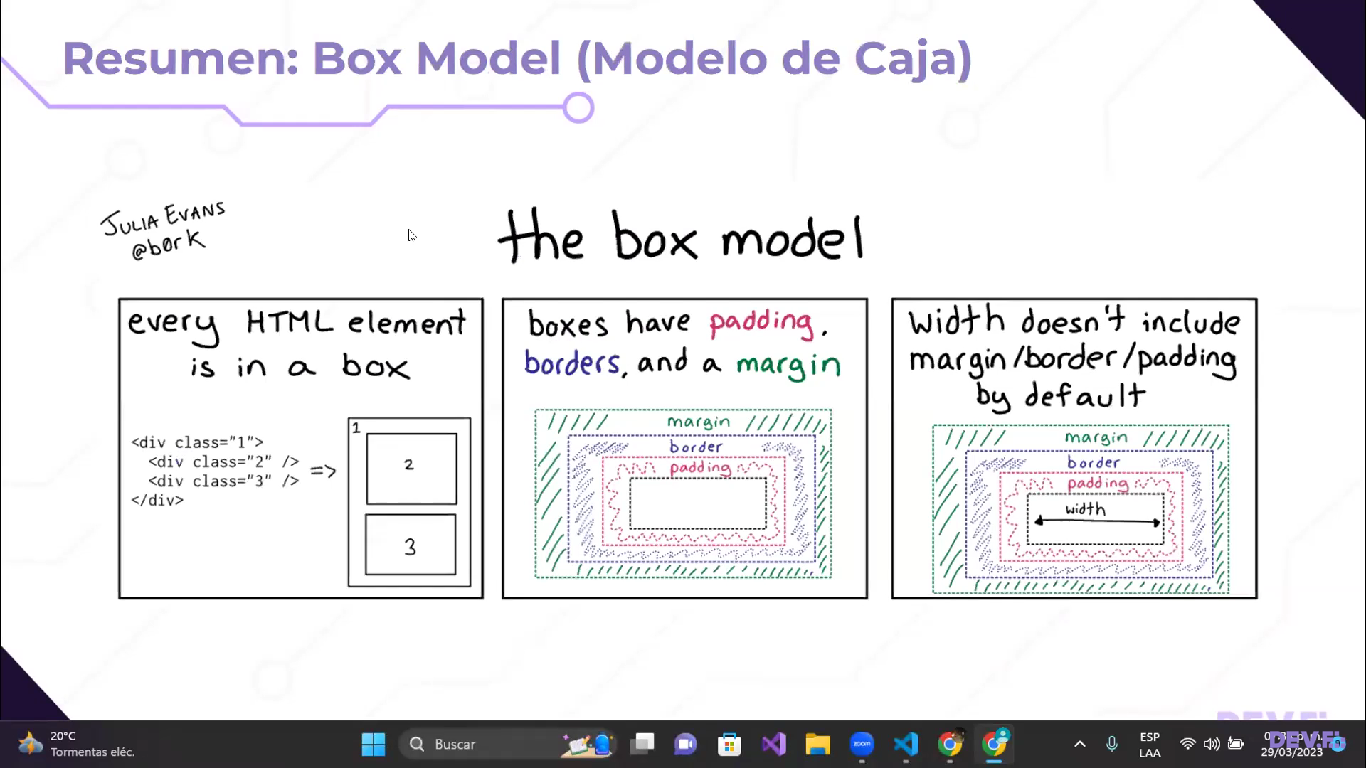 Resumen: Box Model (Modelo de Caja)
JULIA EVANS
@b0rk
the box model
every HTML element
is in a box
<div class="1">
<div class="2" />
<div class="3" />
</div>
=>
1
2
3
boxes have padding,
borders, and a margin
margin
border
padding
width doesn't include
margin/border/padding
by default
margin
border
padding
width
20°C
Tormentas eléc.
Buscar
zoom
ESP
LAA
29/03/2023
DEV.F: